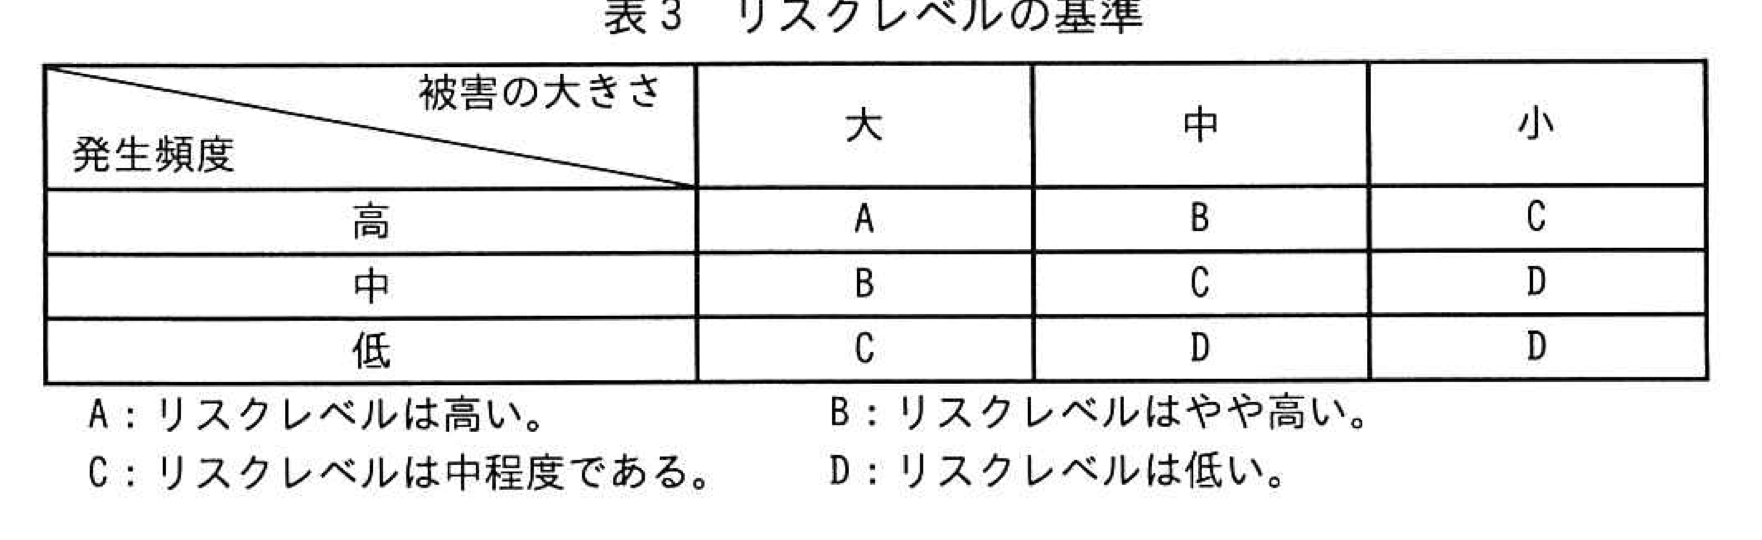 表3 リスクレベルの基準
被害の大きさ
発生頻度 大 中 小
高 A B C
中 B C D
低 C D D
A：リスクレベルは高い。 B：リスクレベルはやや高い。
C：リスクレベルは中程度である。 D：リスクレベルは低い。